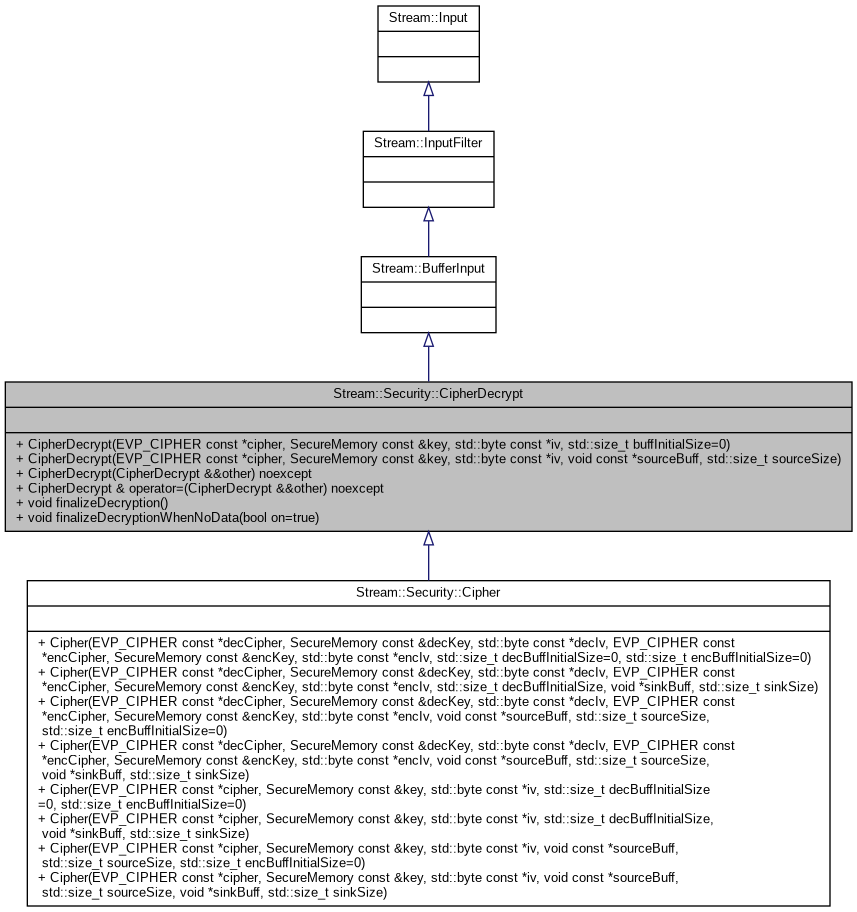 Stream::Input
Stream::InputFilter
Stream::BufferInput
Stream::Security::CipherDecrypt
+ CipherDecrypt(EVP_CIPHER const *cipher, SecureMemory const &key, std::byte const *iv, std::size_t buffInitialSize=0)
+ CipherDecrypt(EVP_CIPHER const *cipher, SecureMemory const &key, std::byte const *iv, void const *sourceBuff, std::size_t sourceSize)
+ CipherDecrypt(CipherDecrypt &&other) noexcept
+ CipherDecrypt & operator=(CipherDecrypt &&other) noexcept
+ void finalizeDecryption()
+ void finalizeDecryptionWhenNoData(bool on=true)
Stream::Security::Cipher
+ Cipher(EVP_CIPHER const *decCipher, SecureMemory const &decKey, std::byte const *decIv, EVP_CIPHER const
*encCipher, SecureMemory const &encKey, std::byte const *encIv, std::size_t decBuffInitialSize=0, std::size_t encBuffInitialSize=0)
+ Cipher(EVP_CIPHER const *decCipher, SecureMemory const &decKey, std::byte const *decIv, EVP_CIPHER const
*encCipher, SecureMemory const &encKey, std::byte const *encIv, std::size_t decBuffInitialSize, void *sinkBuff, std::size_t sinkSize)
+ Cipher(EVP_CIPHER const *decCipher, SecureMemory const &decKey, std::byte const *decIv, EVP_CIPHER const
*encCipher, SecureMemory const &encKey, std::byte const *encIv, void const *sourceBuff, std::size_t sourceSize,
std::size_t encBuffInitialSize=0)
+ Cipher(EVP_CIPHER const *decCipher, SecureMemory const &decKey, std::byte const *decIv, EVP_CIPHER const
*encCipher, SecureMemory const &encKey, std::byte const *encIv, void const *sourceBuff, std::size_t sourceSize,
void *sinkBuff, std::size_t sinkSize)
+ Cipher(EVP_CIPHER const *cipher, SecureMemory const &key, std::byte const *iv, std::size_t decBuffInitialSize
=0, std::size_t encBuffInitialSize=0)
+ Cipher(EVP_CIPHER const *cipher, SecureMemory const &key, std::byte const *iv, std::size_t decBuffInitialSize,
void *sinkBuff, std::size_t sinkSize)
+ Cipher(EVP_CIPHER const *cipher, SecureMemory const &key, std::byte const *iv, void const *sourceBuff,
std::size_t sourceSize, std::size_t encBuffInitialSize=0)
+ Cipher(EVP_CIPHER const *cipher, SecureMemory const &key, std::byte const *iv, void const *sourceBuff,
std::size_t sourceSize, void *sinkBuff, std::size_t sinkSize)